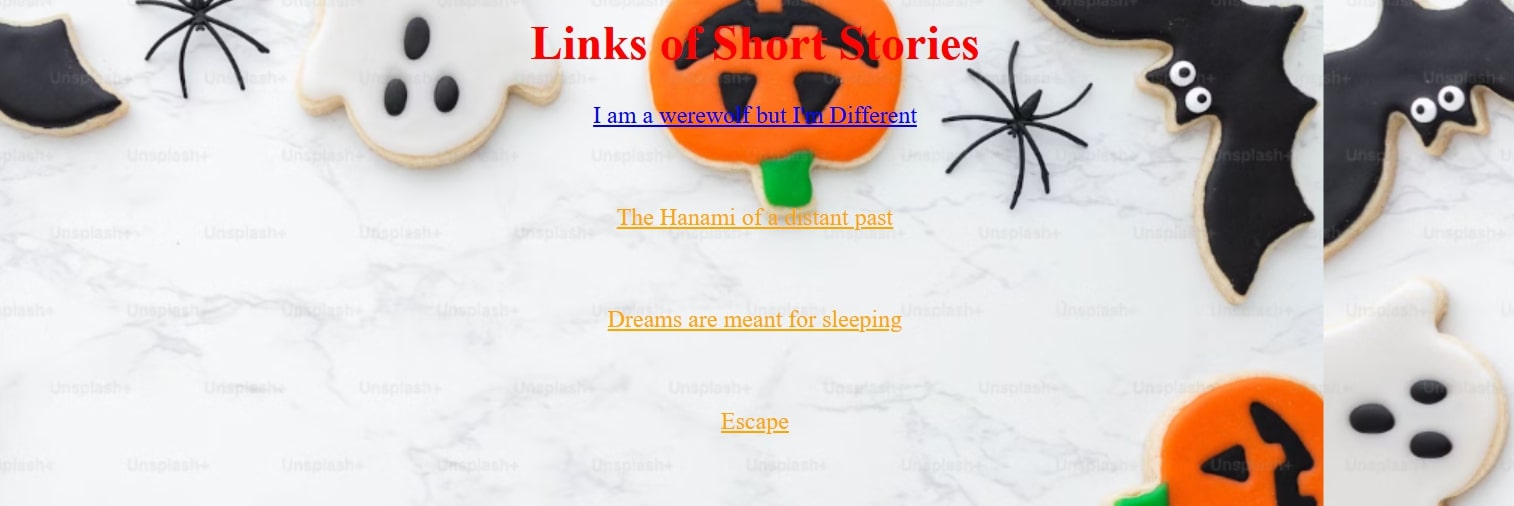 Links of Short Stories
I am a werewolf but I'm Different
The Hanami of a distant past
Dreams are meant for sleeping
Escape
Unsplash+